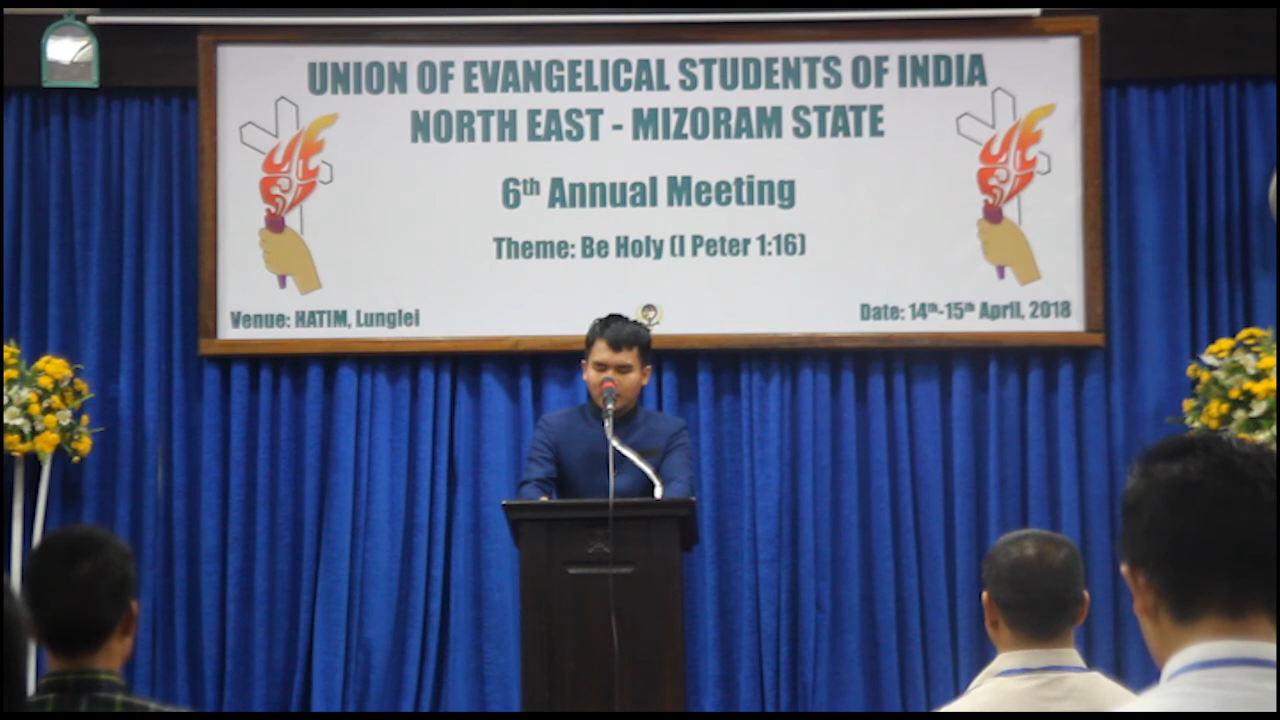 UNION OF EVANGELICAL STUDENTS OF INDIA
NORTH EAST - MIZORAM STATE
6th Annual Meeting
Theme: Be Holy (I Peter 1:16)
Venue: HATIM, Lunglei
Date: 14th-15th April, 2018